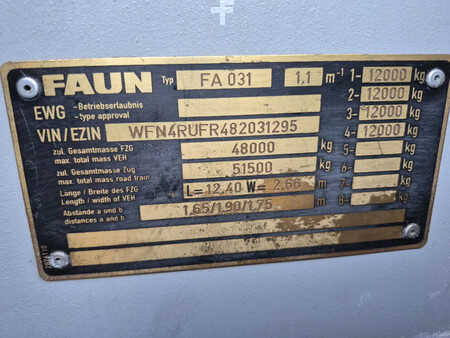 FAUN Typ FA 031 1.1 m-1 1- 12000 kg
EWG -Betriebserlaubnis 2- 12000 kg
-type approval 3- 12000 kg
VIN/EZIN WFN4RUFR482031295 4- 12000 kg
zul. Gesamtmasse FZG 48000 kg 5- kg
max. total mass VEH
zul. Gesamtmasse Zug 51500 kg 6- kg
max. total mass road train
Länge / Breite des FZG L=12,40 W=2.66 m 7- kg
Length / width of VEH
Abstände a und b 1.65/1.90/1.75 m 8- kg
distances a and b